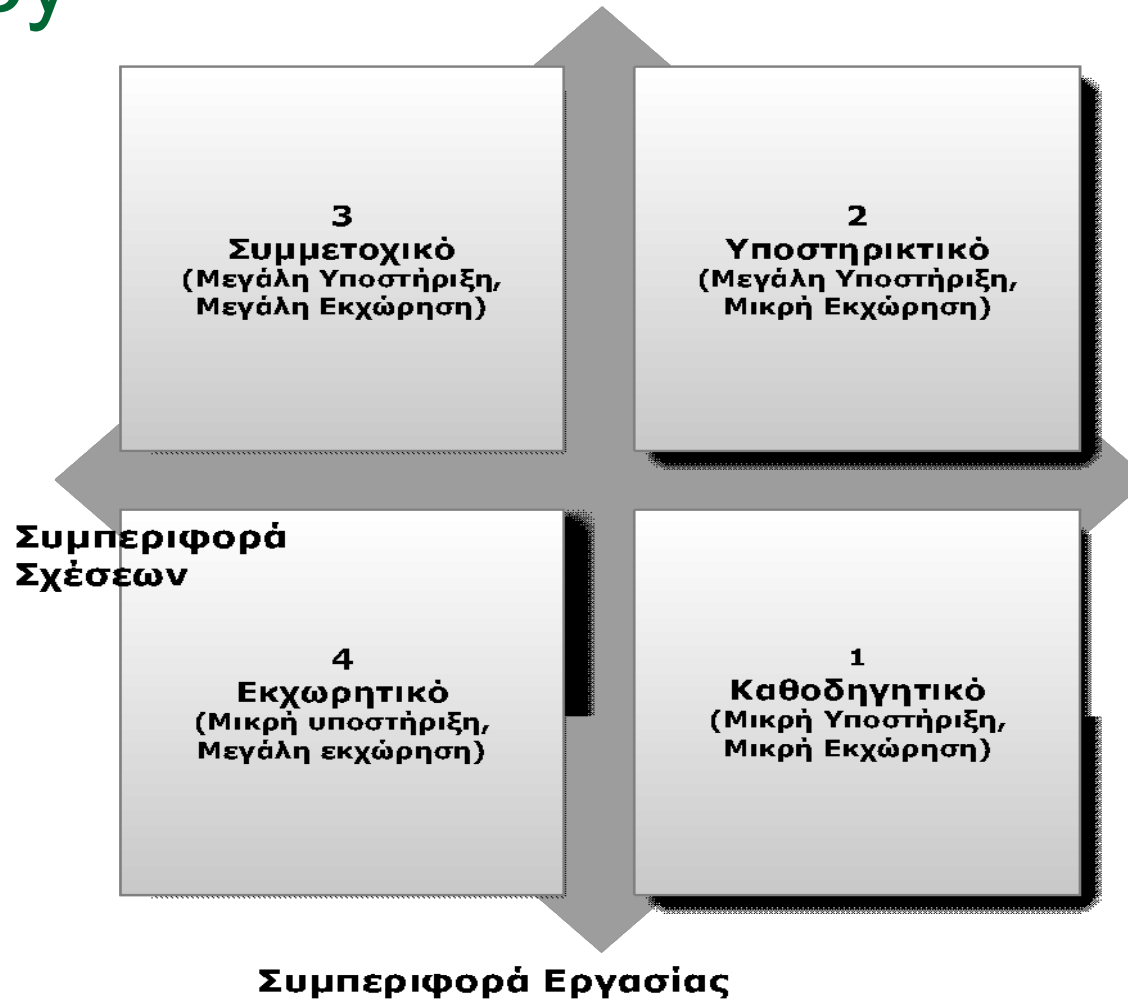 3
Συμμετοχικό
(Μεγάλη Υποστήριξη,
Μεγάλη Εκχώρηση)
2
Υποστηρικτικό
(Μεγάλη Υποστήριξη,
Μικρή Εκχώρηση)
Συμπεριφορά
Σχέσεων
4
Εκχωρητικό
(Μικρή υποστήριξη,
Μεγάλη εκχώρηση)
1
Καθοδηγητικό
(Μικρή Υποστήριξη,
Μικρή Εκχώρηση)
Συμπεριφορά Εργασίας